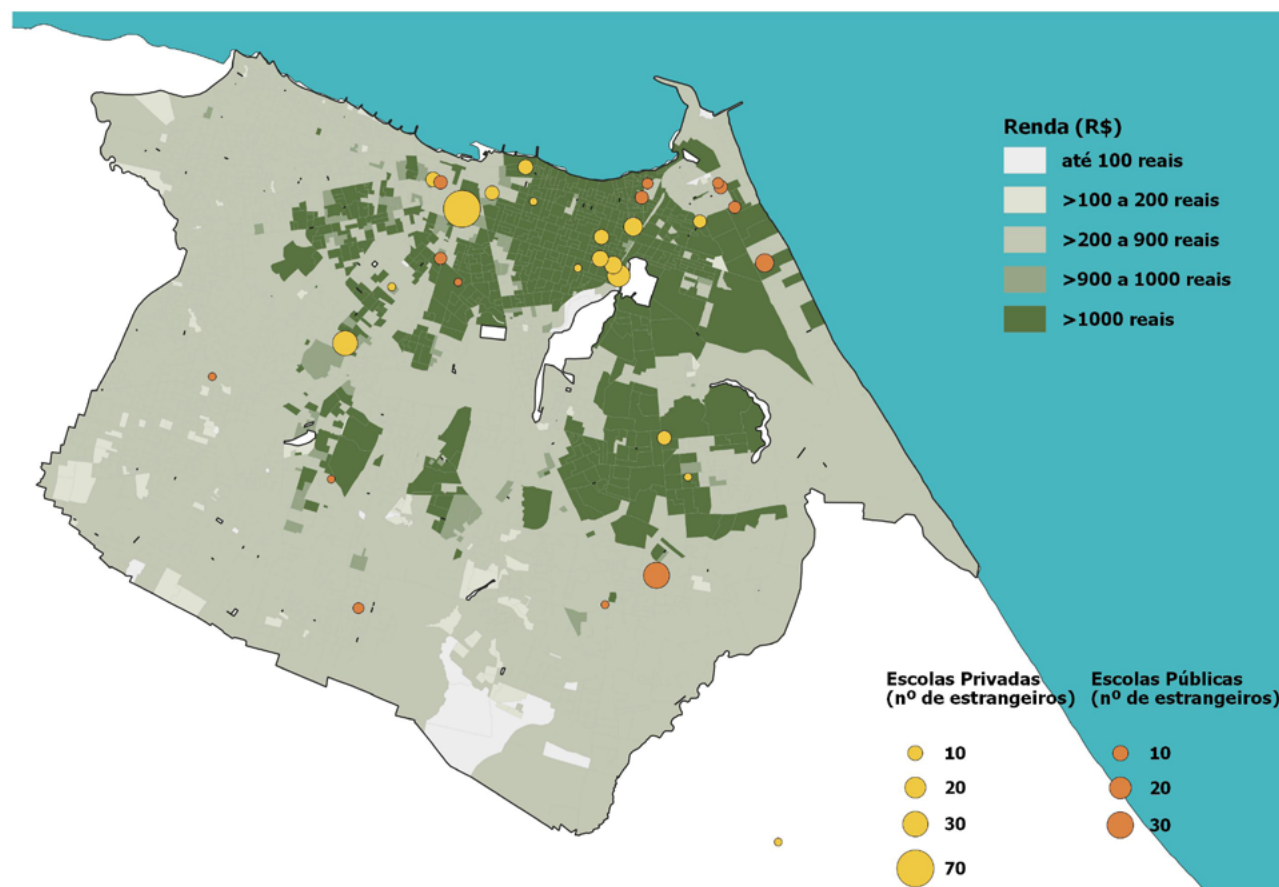 Renda (R$)
até 100 reais
>100 a 200 reais
>200 a 900 reais
>900 a 1000 reais
>1000 reais
Escolas Privadas
(nº de estrangeiros)
10
20
30
70
Escolas Públicas
(nº de estrangeiros)
10
20
30